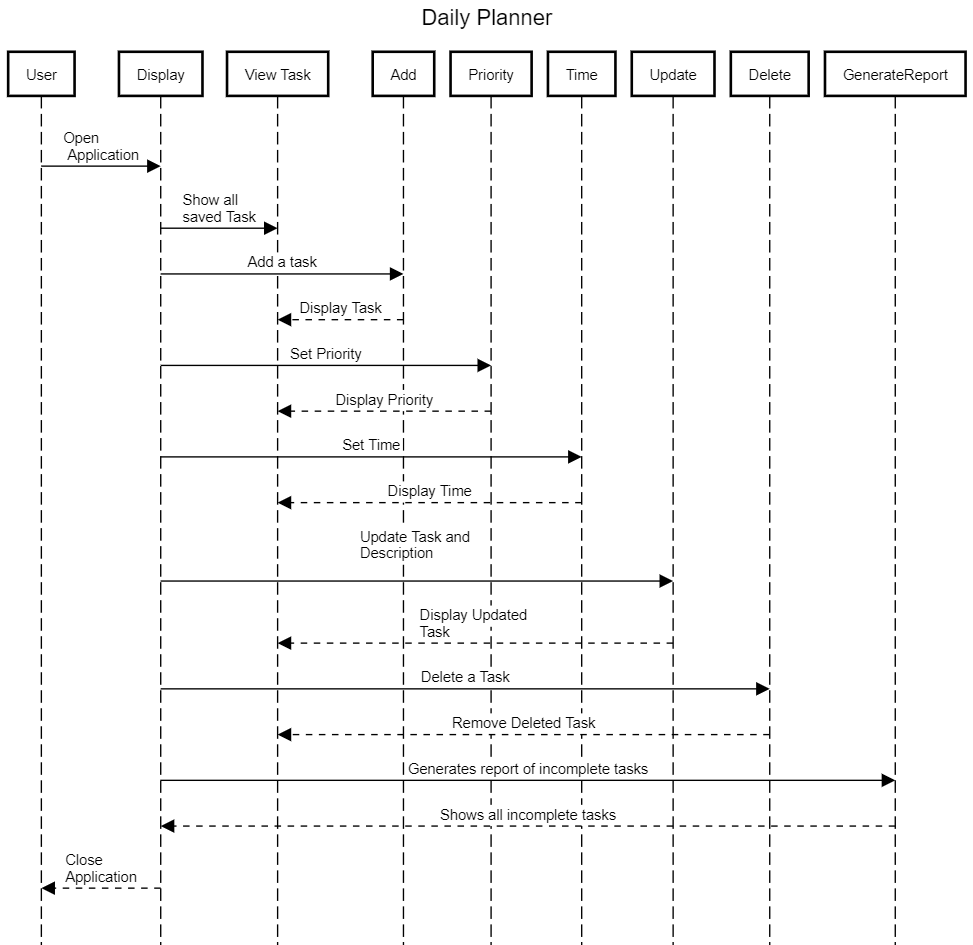 Daily Planner
User
Display
View Task
Add
Priority
Time
Update
Delete
GenerateReport
Open
Application
Show all
saved Task
Add a task
Display Task
Set Priority
Display Priority
Set Time
Display Time
Update Task and
Description
Display Updated
Task
Delete a Task
Remove Deleted Task
Generates report of incomplete tasks
Shows all incomplete tasks
Close
Application